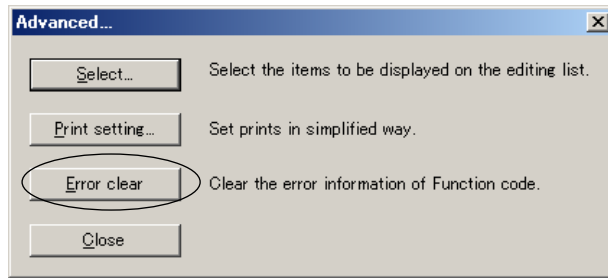 Advanced...
Select... Select the items to be displayed on the editing list.
Print setting... Set prints in simplified way.
Error clear Clear the error information of Function code.
Close